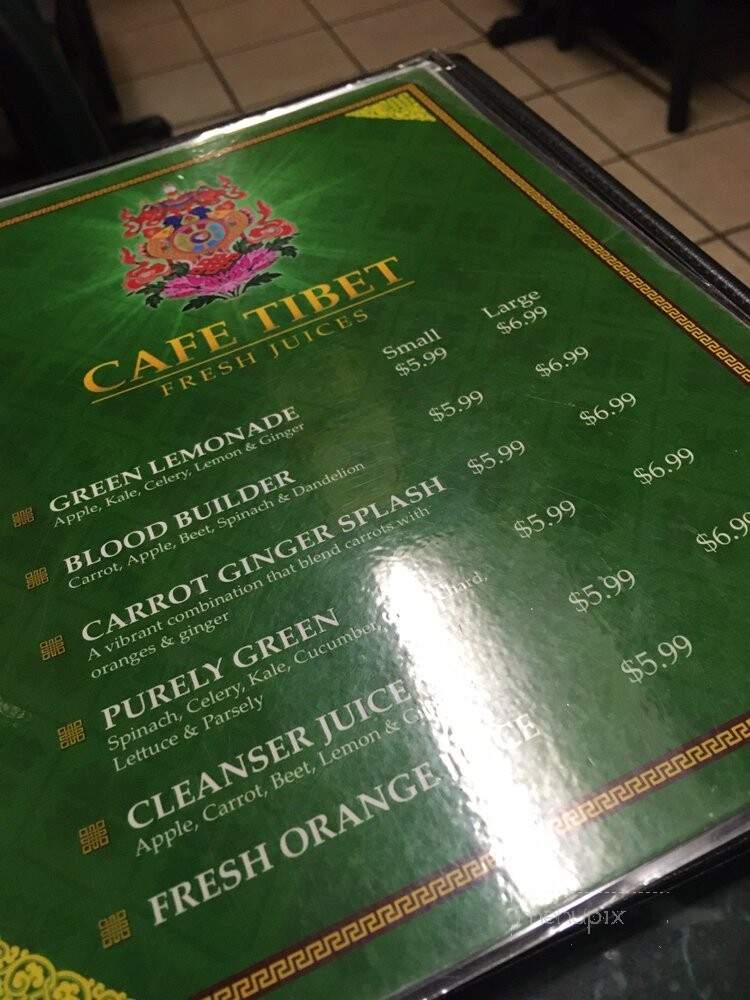 CAFE TIBET
FRESH JUICES
Small Large
GREEN LEMONADE $5.99 $6.99
Apple, Kale, Celery, Lemon & Ginger
BLOOD BUILDER $5.99 $6.99
Carrot, Apple, Beet, Spinach & Dandelion
CARROT GINGER SPLASH $5.99 $6.99
A vibrant combination that blend carrots with
oranges & ginger
PURELY GREEN $5.99 $6.99
Spinach, Celery, Kale, Cucumber,
Lettuce & Parsely
CLEANSER JUICE $5.99 $6.99
Apple, Carrot, Beet, Lemon &
FRESH ORANGE $5.99
menupix